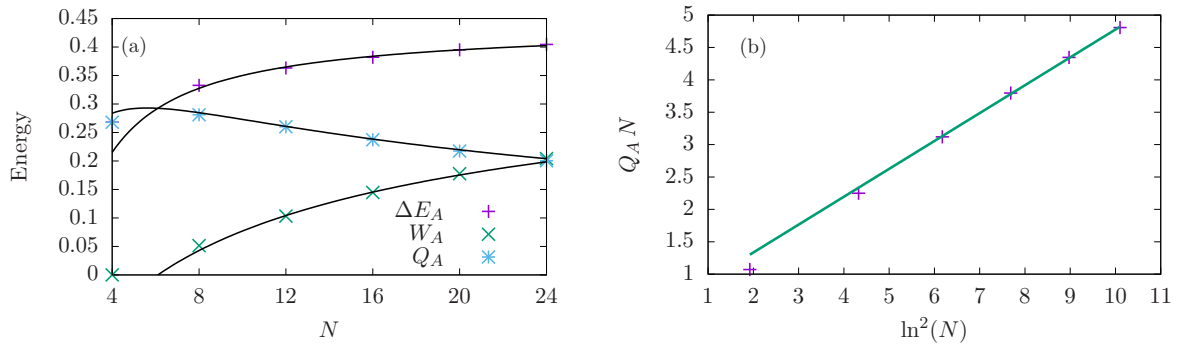 0.45
0.4
0.35
0.3
0.25
0.2
0.15
0.1
0.05
0
Energy
(a)
ΔE_A
W_A
Q_A
4 8 12 16 20 24
N
5
4.5
4
3.5
3
2.5
2
1.5
1
Q_A N
(b)
1 2 3 4 5 6 7 8 9 10 11
ln²(N)